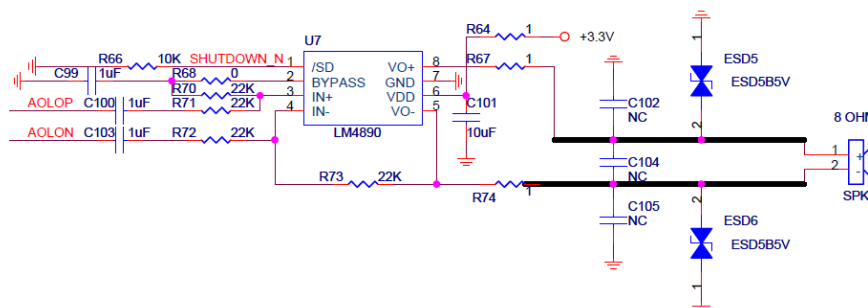 U7
R64
1
+3.3V
R66
10K
SHUTDOWN_N
1
/SD
VO+
8
R67
1
C99
1uF
R68
0
2
BYPASS
GND
7
R70
22K
3
IN+
VDD
6
C101
AOLOP
C100
1uF
R71
22K
4
IN-
VO-
5
10uF
AOLON
C103
1uF
R72
22K
LM4890
1
ESD5
ESD5B5V
2
C102
NC
8 OH
1
+
2
-
SPK
C104
NC
R73
22K
R74
1
C105
NC
2
ESD6
ESD5B5V
1